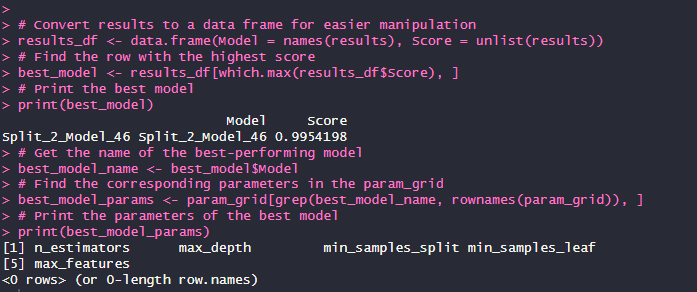 >
> # Convert results to a data frame for easier manipulation
> results_df <- data.frame(Model = names(results), Score = unlist(results))
> # Find the row with the highest score
> best_model <- results_df[which.max(results_df$Score), ]
> # Print the best model
> print(best_model)
                          Model     Score
Split_2_Model_46 Split_2_Model_46 0.9954198
> # Get the name of the best-performing model
> best_model_name <- best_model$Model
> # Find the corresponding parameters in the param_grid
> best_model_params <- param_grid[grep(best_model_name, rownames(param_grid)), ]
> # Print the parameters of the best model
> print(best_model_params)
[1] n_estimators      max_depth         min_samples_split min_samples_leaf
[5] max_features
<0 rows> (or 0-length row.names)